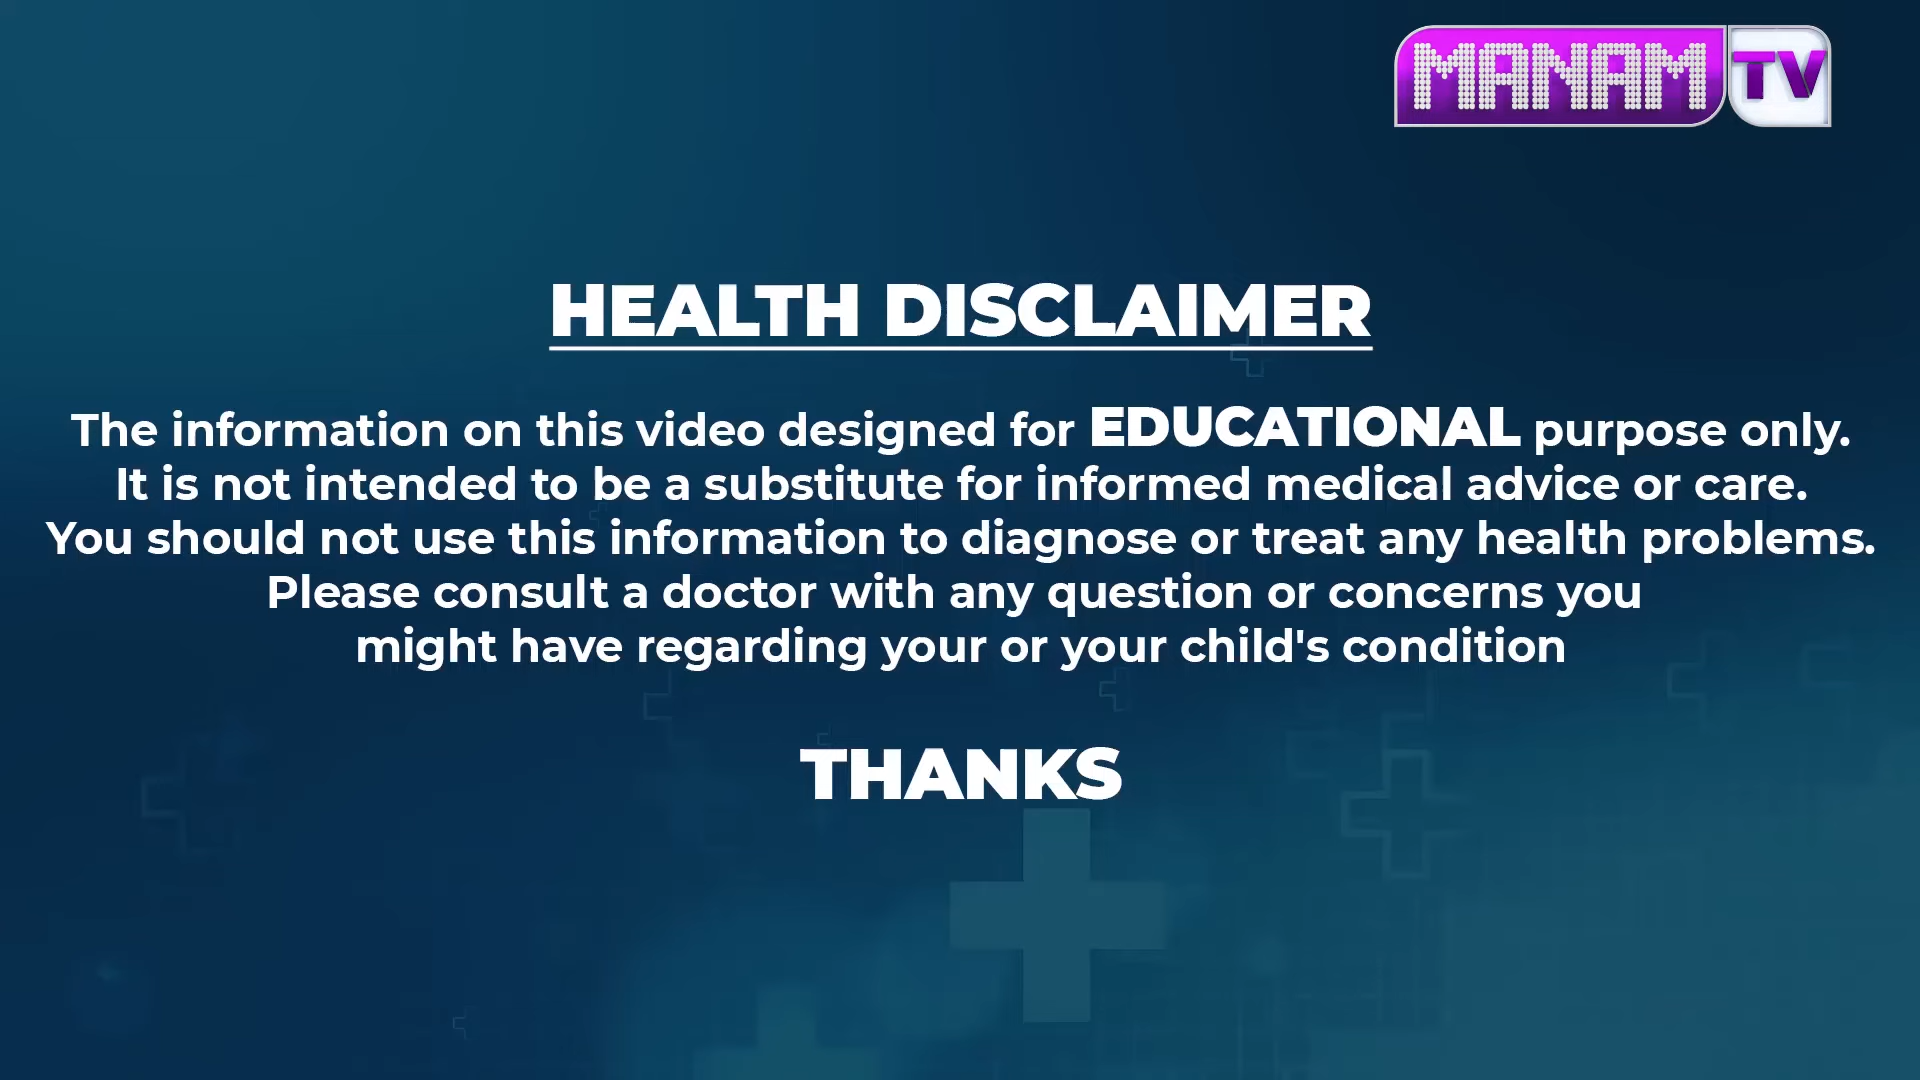 MANAM TV
HEALTH DISCLAIMER
The information on this video designed for EDUCATIONAL purpose only.
It is not intended to be a substitute for informed medical advice or care.
You should not use this information to diagnose or treat any health problems.
Please consult a doctor with any question or concerns you
might have regarding your or your child's condition
THANKS